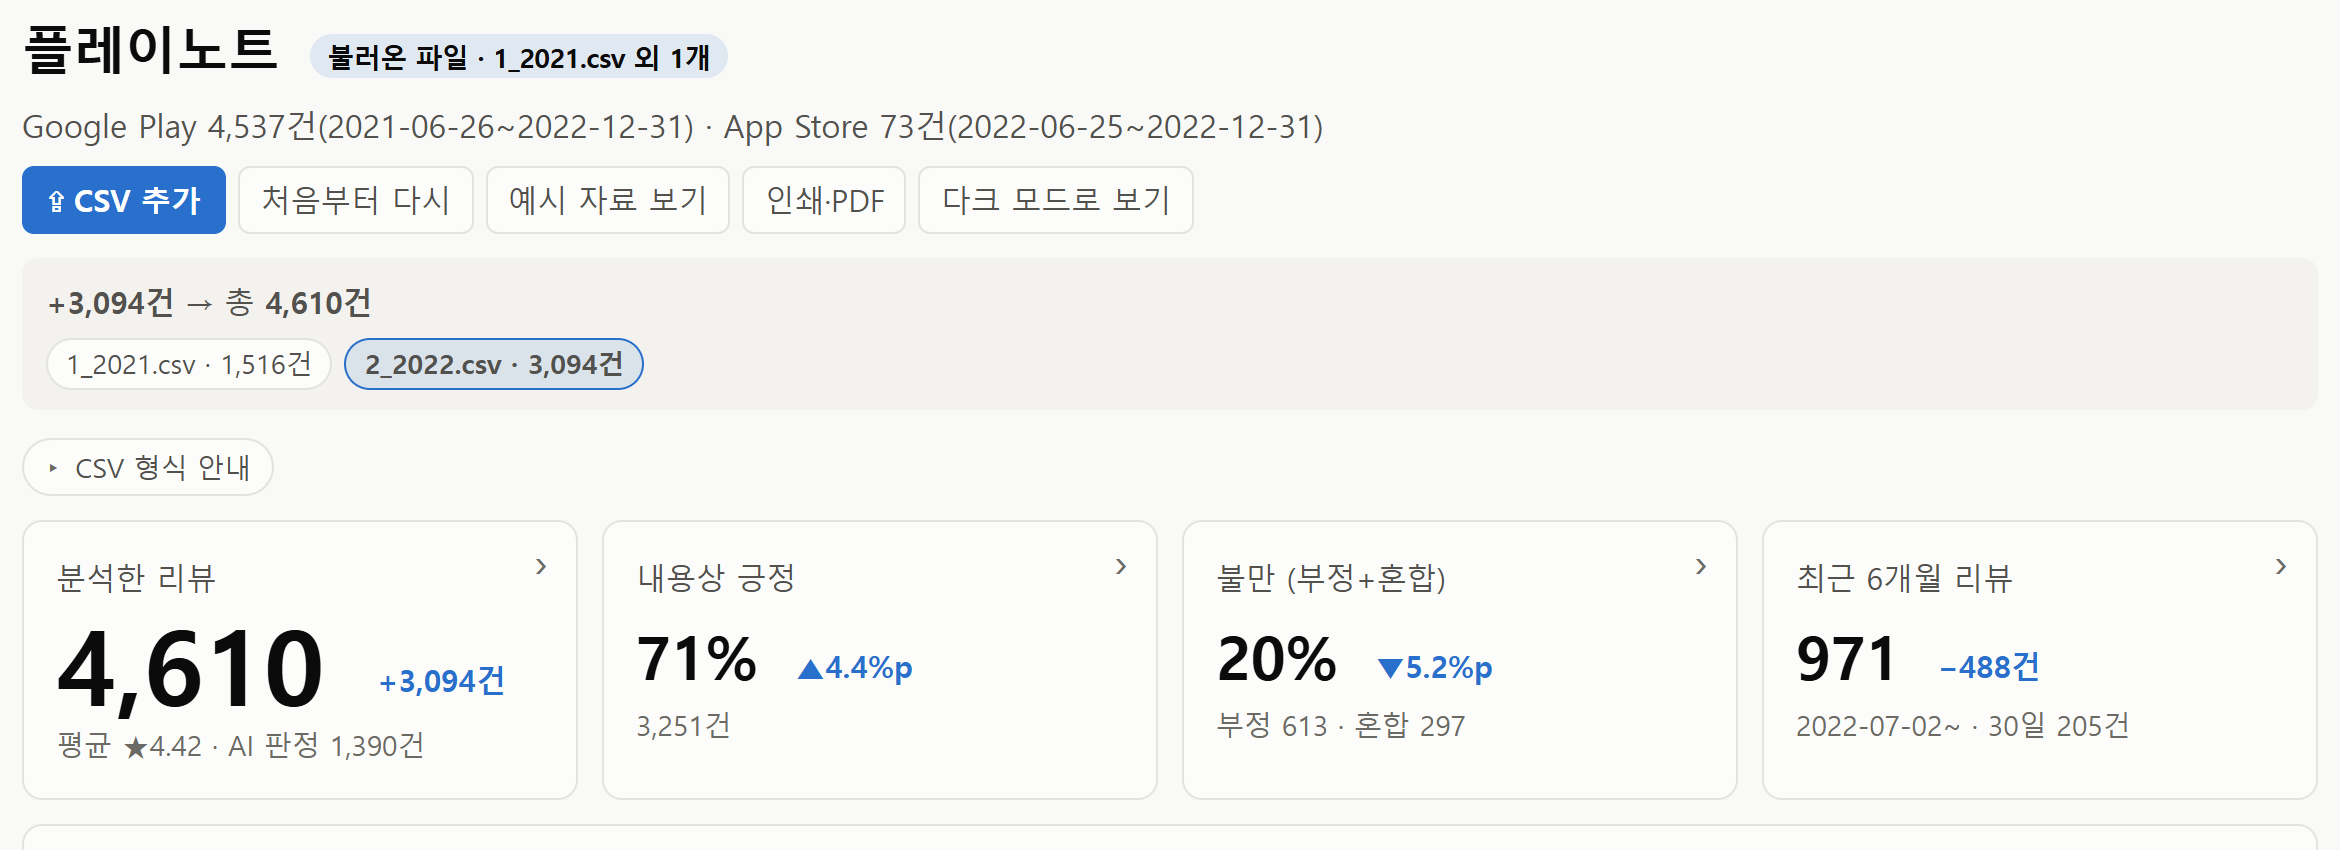 플레이노트
불러온 파일 · 1_2021.csv 외 1개
Google Play 4,537건(2021-06-26~2022-12-31) · App Store 73건(2022-06-25~2022-12-31)
⇪ CSV 추가
처음부터 다시
예시 자료 보기
인쇄·PDF
다크 모드로 보기
+3,094건 → 총 4,610건
1_2021.csv · 1,516건
2_2022.csv · 3,094건
‣ CSV 형식 안내
분석한 리뷰 ›
4,610 +3,094건
평균 ★4.42 · AI 판정 1,390건
내용상 긍정 ›
71% ▲4.4%p
3,251건
불만 (부정+혼합) ›
20% ▼5.2%p
부정 613 · 혼합 297
최근 6개월 리뷰 ›
971 −488건
2022-07-02~ · 30일 205건